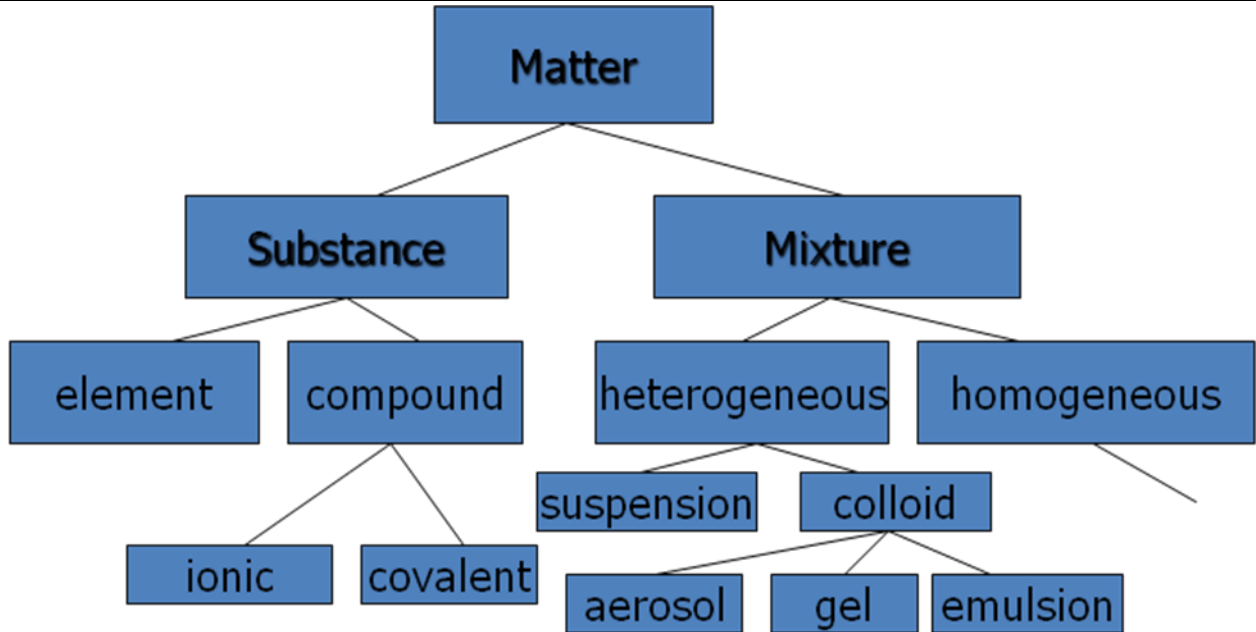 Matter
Substance
Mixture
element
compound
heterogeneous
homogeneous
suspension
colloid
ionic
covalent
aerosol
gel
emulsion